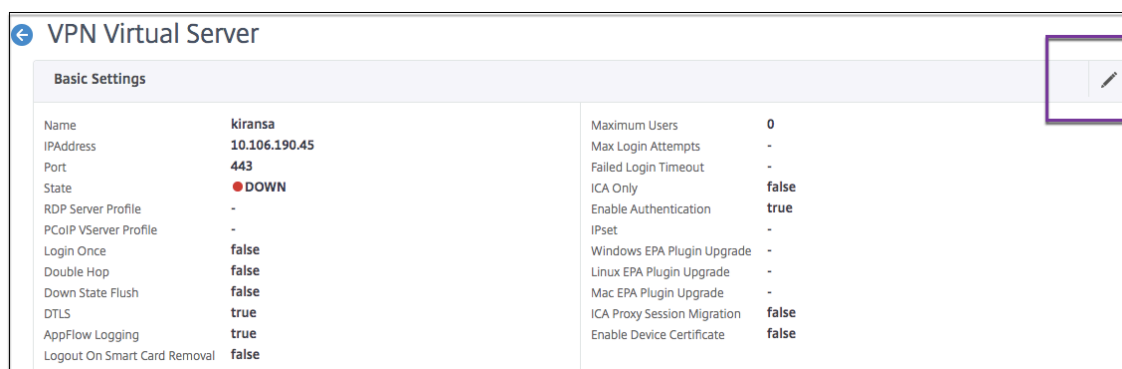 VPN Virtual Server
Basic Settings
Name kiransa
IPAddress 10.106.190.45
Port 443
State DOWN
RDP Server Profile -
PCoIP VServer Profile -
Login Once false
Double Hop false
Down State Flush false
DTLS true
AppFlow Logging true
Logout On Smart Card Removal false
Maximum Users 0
Max Login Attempts -
Failed Login Timeout -
ICA Only false
Enable Authentication true
IPset -
Windows EPA Plugin Upgrade -
Linux EPA Plugin Upgrade -
Mac EPA Plugin Upgrade -
ICA Proxy Session Migration false
Enable Device Certificate false